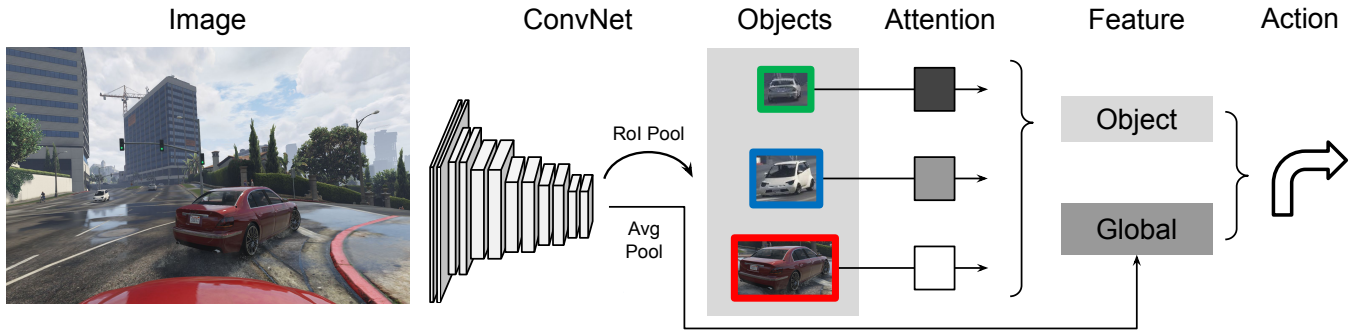 Image
ConvNet
Objects
Attention
Feature
Action
RoI Pool
Avg
Pool
Object
Global